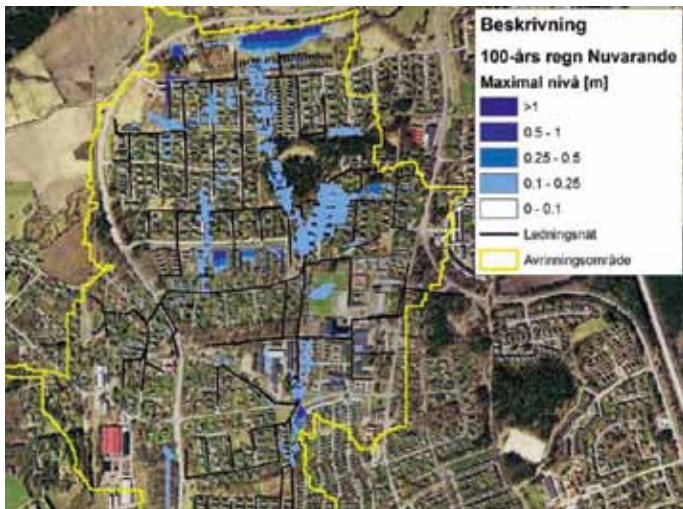 Beskrivning
100-års regn Nuvarande
Maximal nivå [m]
>1
0.5 - 1
0.25 - 0.5
0.1 - 0.25
0 - 0.1
Ledningsnät
Avrinningsområde